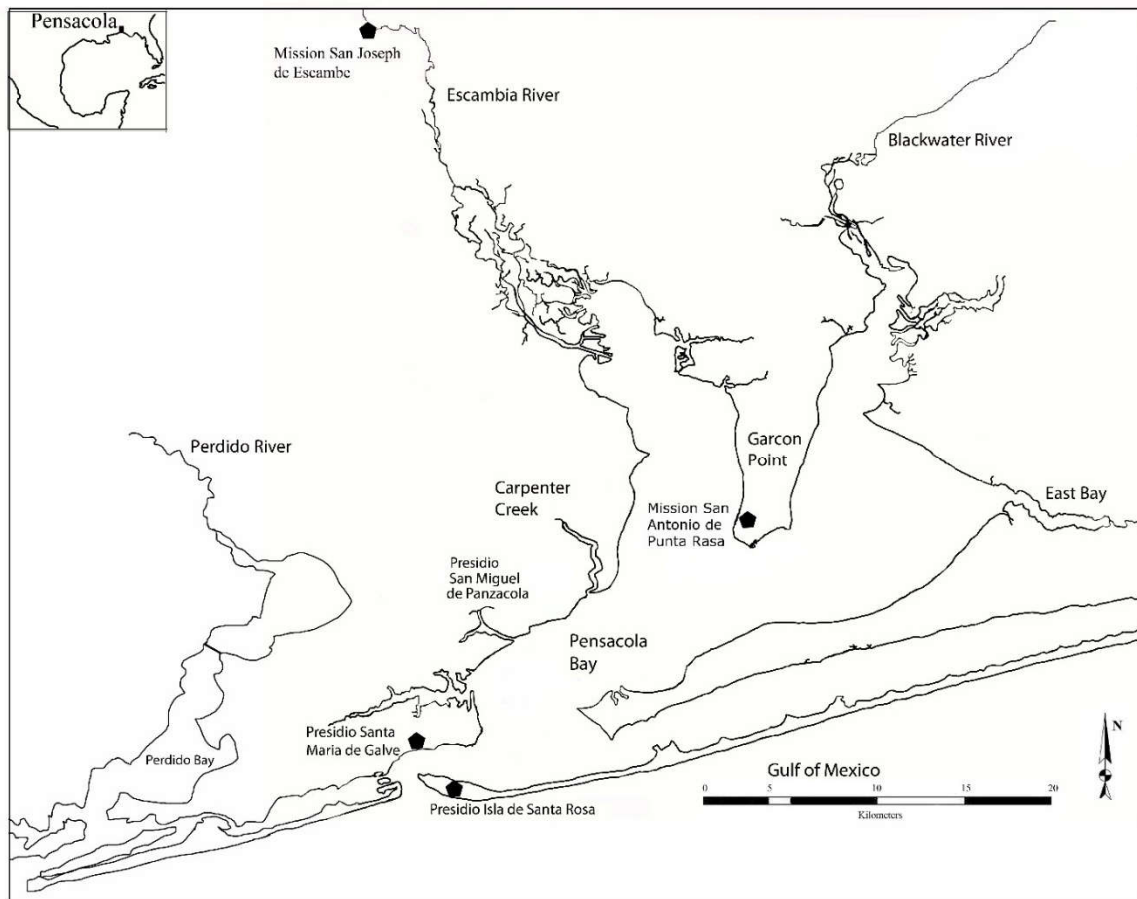 Pensacola
Mission San Joseph
de Escambe
Escambia River
Blackwater River
Perdido River
Carpenter
Creek
Garcon
Point
Mission San
Antonio de
Punta Rasa
East Bay
Presidio
San Miguel
de Panzacola
Pensacola
Bay
Presidio Santa
Maria de Galve
Perdido Bay
Presidio Isla de Santa Rosa
Gulf of Mexico
N
0 5 10 15 20
Kilometers